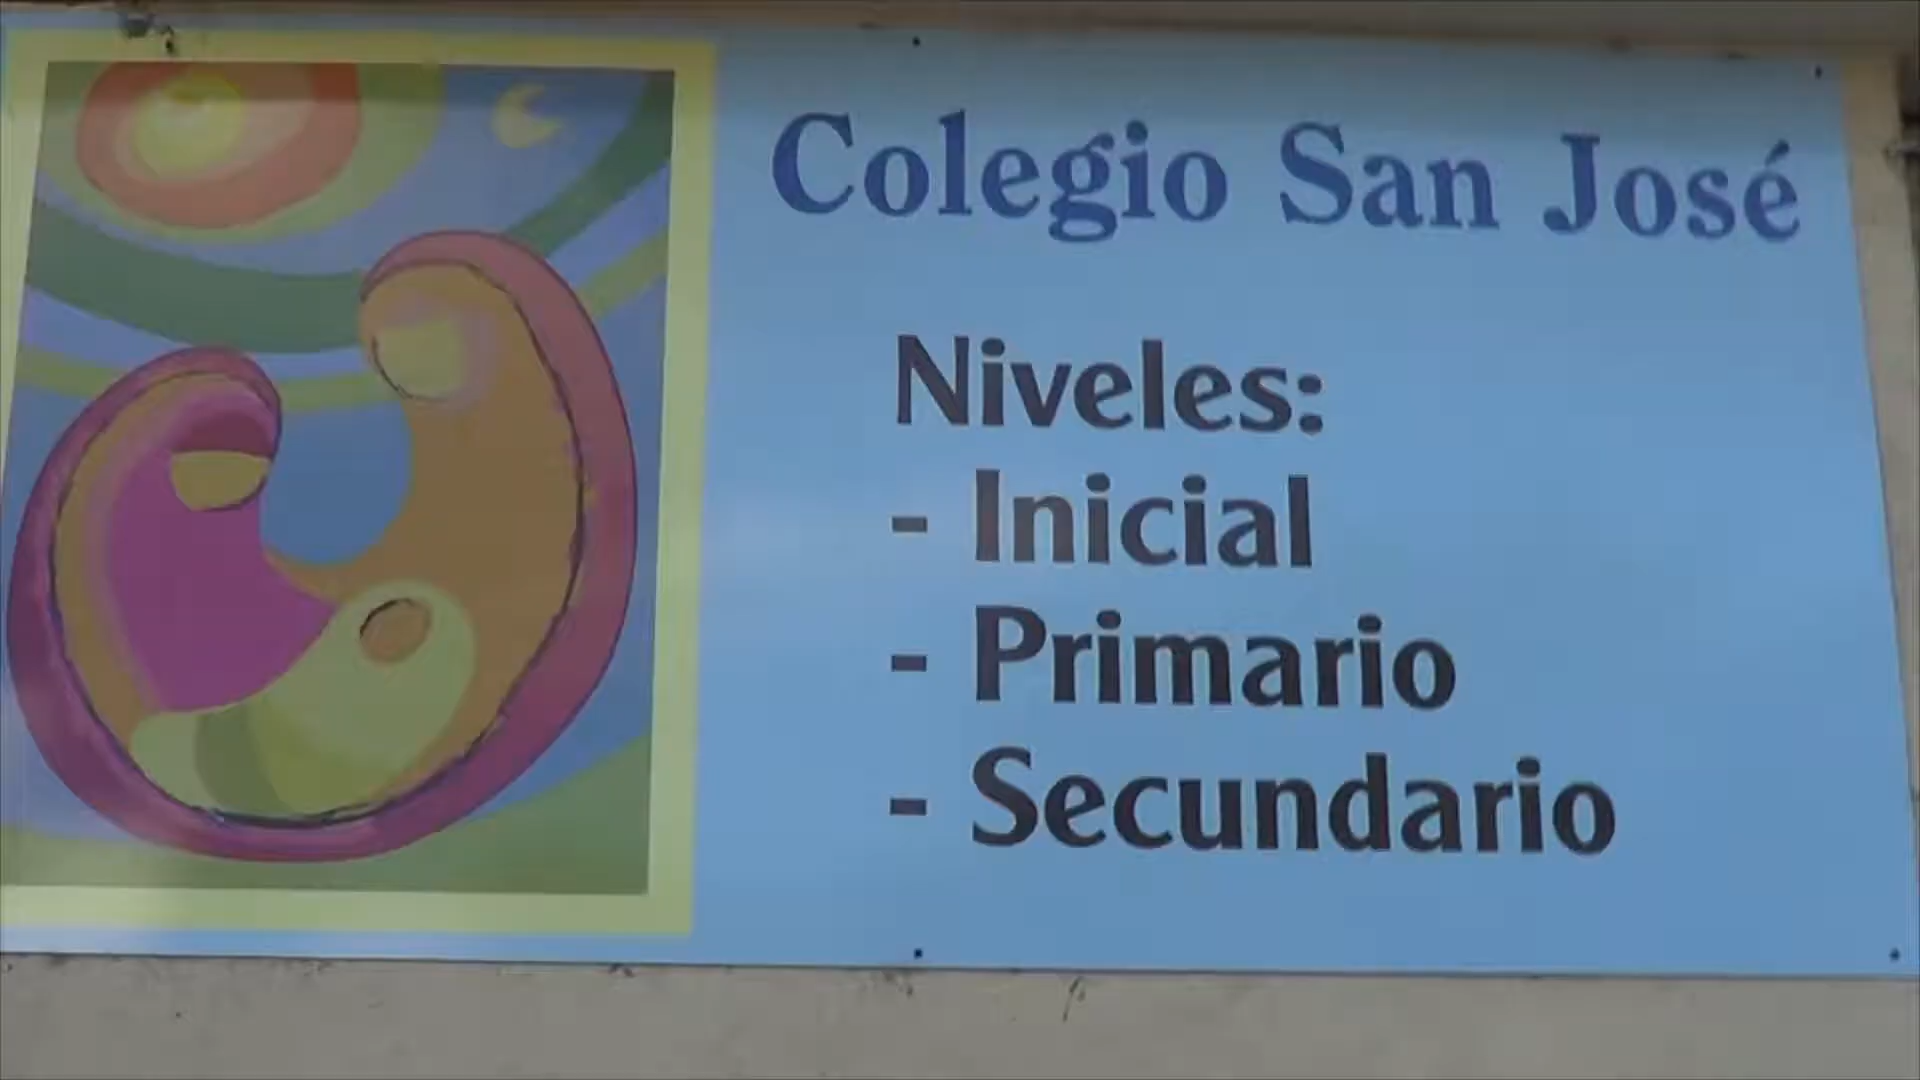 Colegio San José
Niveles:
- Inicial
- Primario
- Secundario